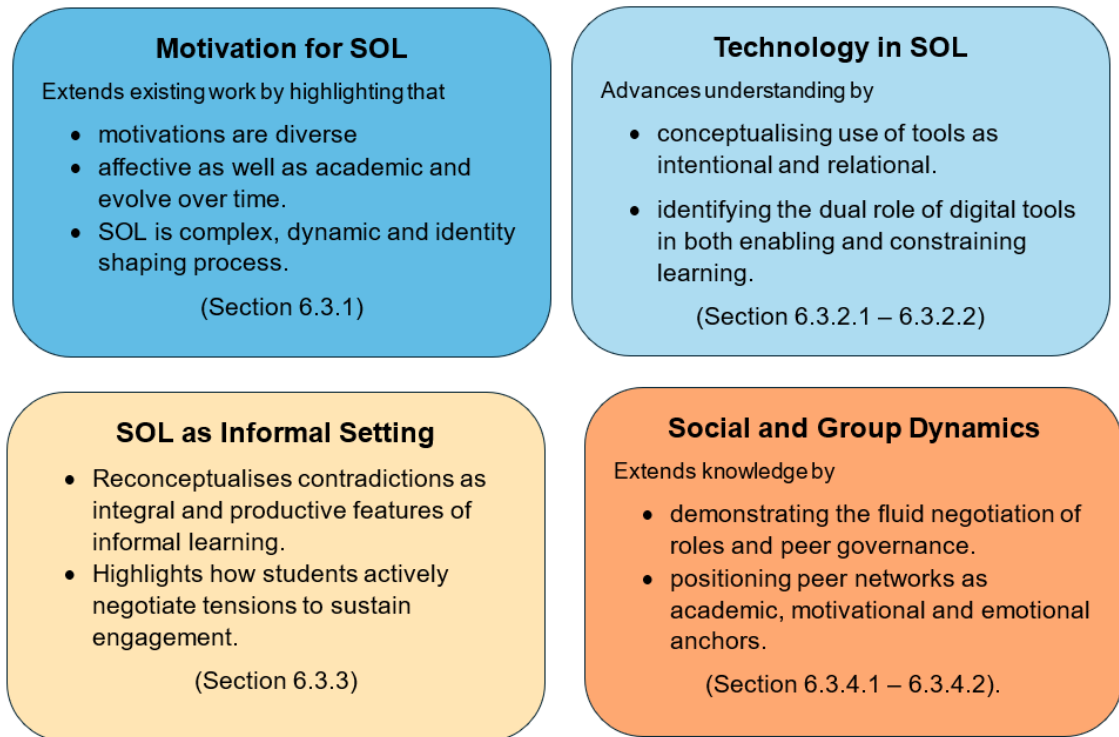 Motivation for SOL
Extends existing work by highlighting that
• motivations are diverse
• affective as well as academic and
evolve over time.
• SOL is complex, dynamic and identity
shaping process.
(Section 6.3.1)
Technology in SOL
Advances understanding by
• conceptualising use of tools as
intentional and relational.
• identifying the dual role of digital tools
in both enabling and constraining
learning.
(Section 6.3.2.1 – 6.3.2.2)
SOL as Informal Setting
• Reconceptualises contradictions as
integral and productive features of
informal learning.
• Highlights how students actively
negotiate tensions to sustain
engagement.
(Section 6.3.3)
Social and Group Dynamics
Extends knowledge by
• demonstrating the fluid negotiation of
roles and peer governance.
• positioning peer networks as
academic, motivational and emotional
anchors.
(Section 6.3.4.1 – 6.3.4.2).